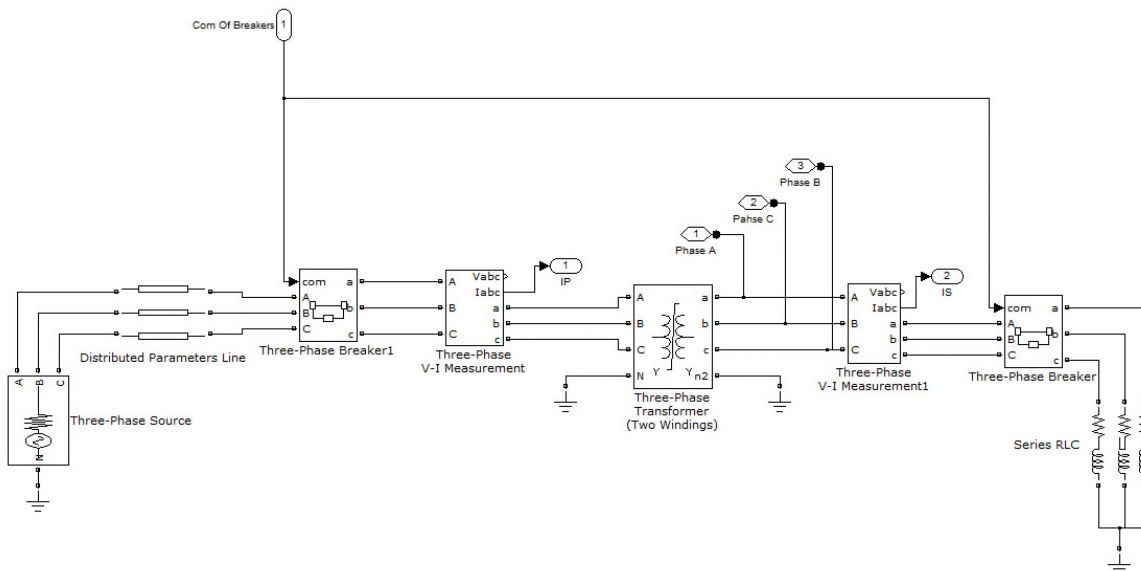 Com Of Breakers
1
3
Phase B
2
Pahse C
1
Phase A
com
a
A
B
b
C
c
Three-Phase Breaker1
A
Vabc
Iabc
B
a
b
C
c
Three-Phase
V-I Measurement
1
IP
A
a
B
b
C
c
N
Y
Y
n2
Three-Phase
Transformer
(Two Windings)
A
Vabc
Iabc
B
a
b
C
c
Three-Phase
V-I Measurement1
2
IS
com
a
A
B
b
C
c
Three-Phase Breaker
Distributed Parameters Line
A
B
C
N
Three-Phase Source
Series RLC